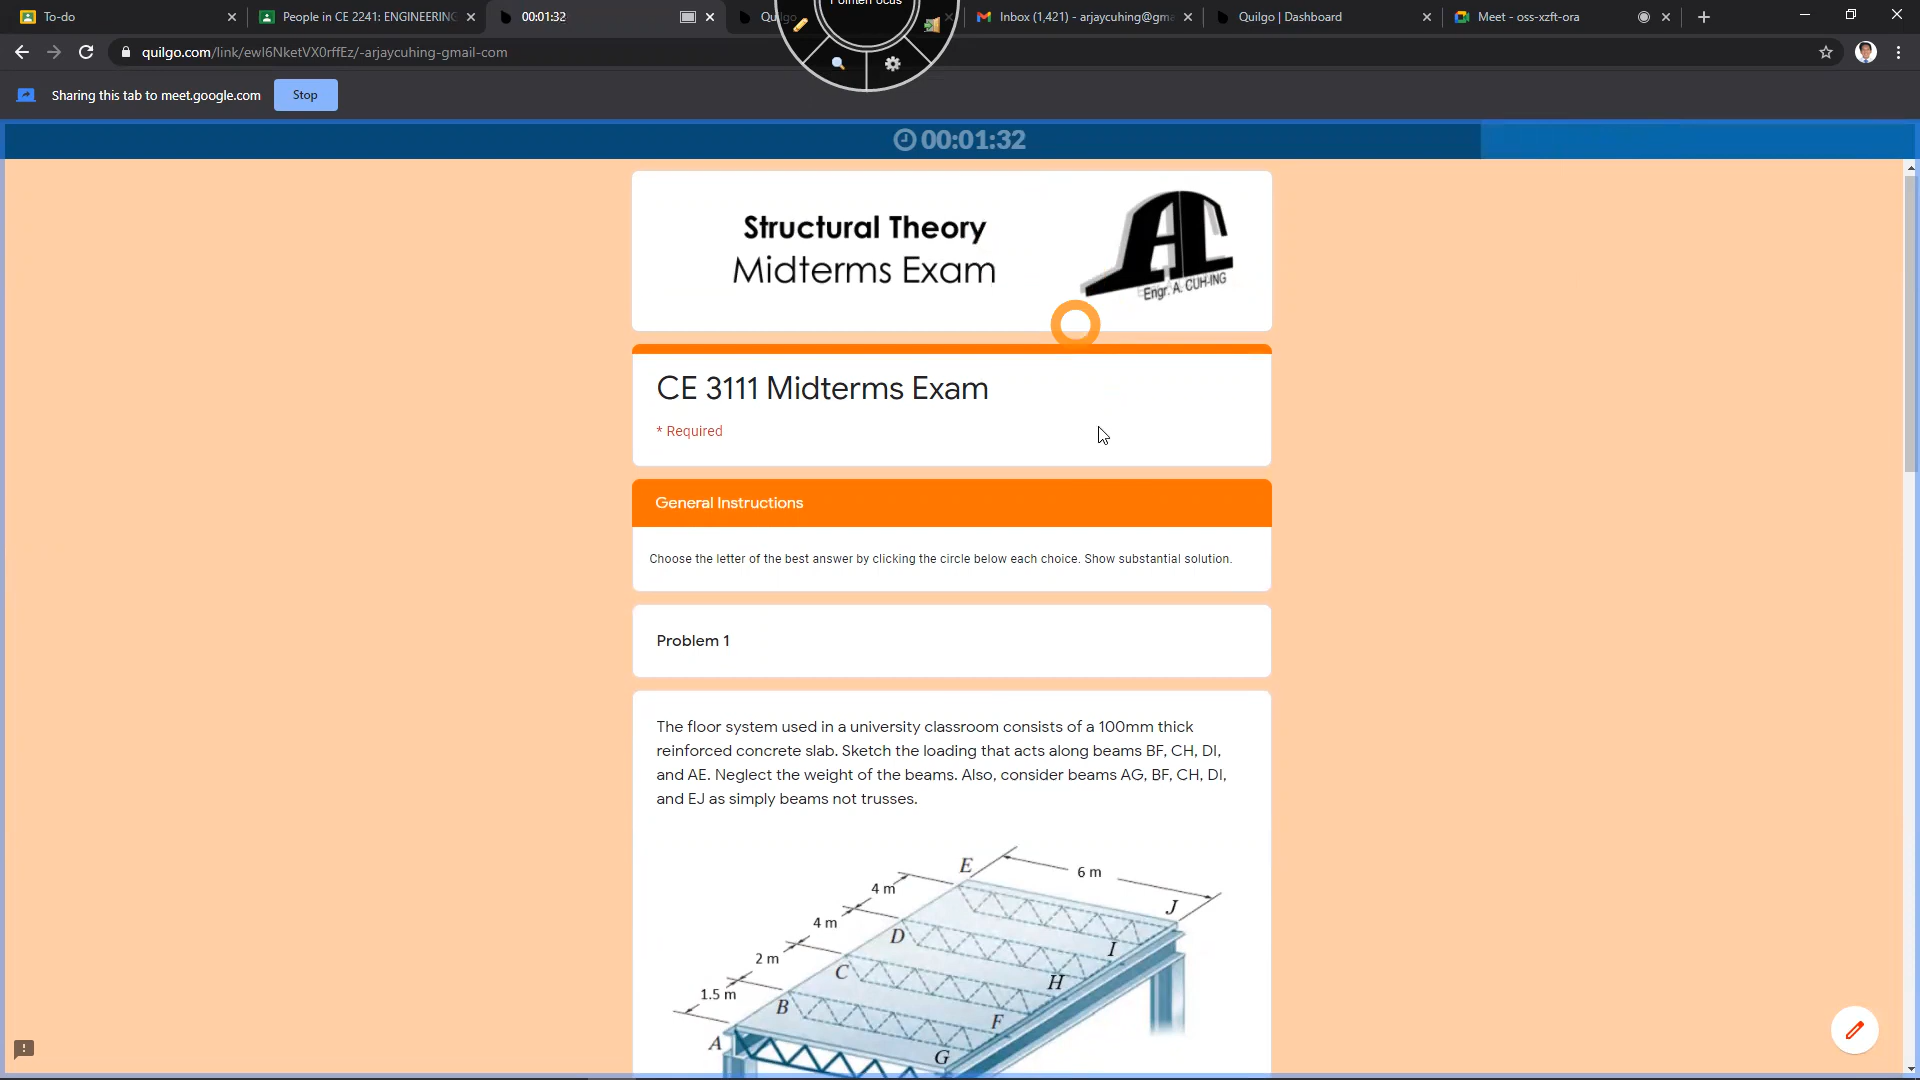 To-do
People in CE 2241: ENGINEERING
00:01:32
Quilgo
Inbox (1,421) - arjaycuhing@gma
Quilgo | Dashboard
Meet - oss-xzft-ora
quilgo.com/link/ewI6NketVX0rffEz/-arjaycuhing-gmail-com
Sharing this tab to meet.google.com
Stop
00:01:32
Structural Theory
Midterms Exam
AC
Engr. A. CUH-ING
CE 3111 Midterms Exam
* Required
General Instructions
Choose the letter of the best answer by clicking the circle below each choice. Show substantial solution.
Problem 1
The floor system used in a university classroom consists of a 100mm thick
reinforced concrete slab. Sketch the loading that acts along beams BF, CH, DI,
and AE. Neglect the weight of the beams. Also, consider beams AG, BF, CH, DI,
and EJ as simply beams not trusses.
E
6 m
4 m
J
4 m
D
I
2 m
C
H
1.5 m
B
F
A
G